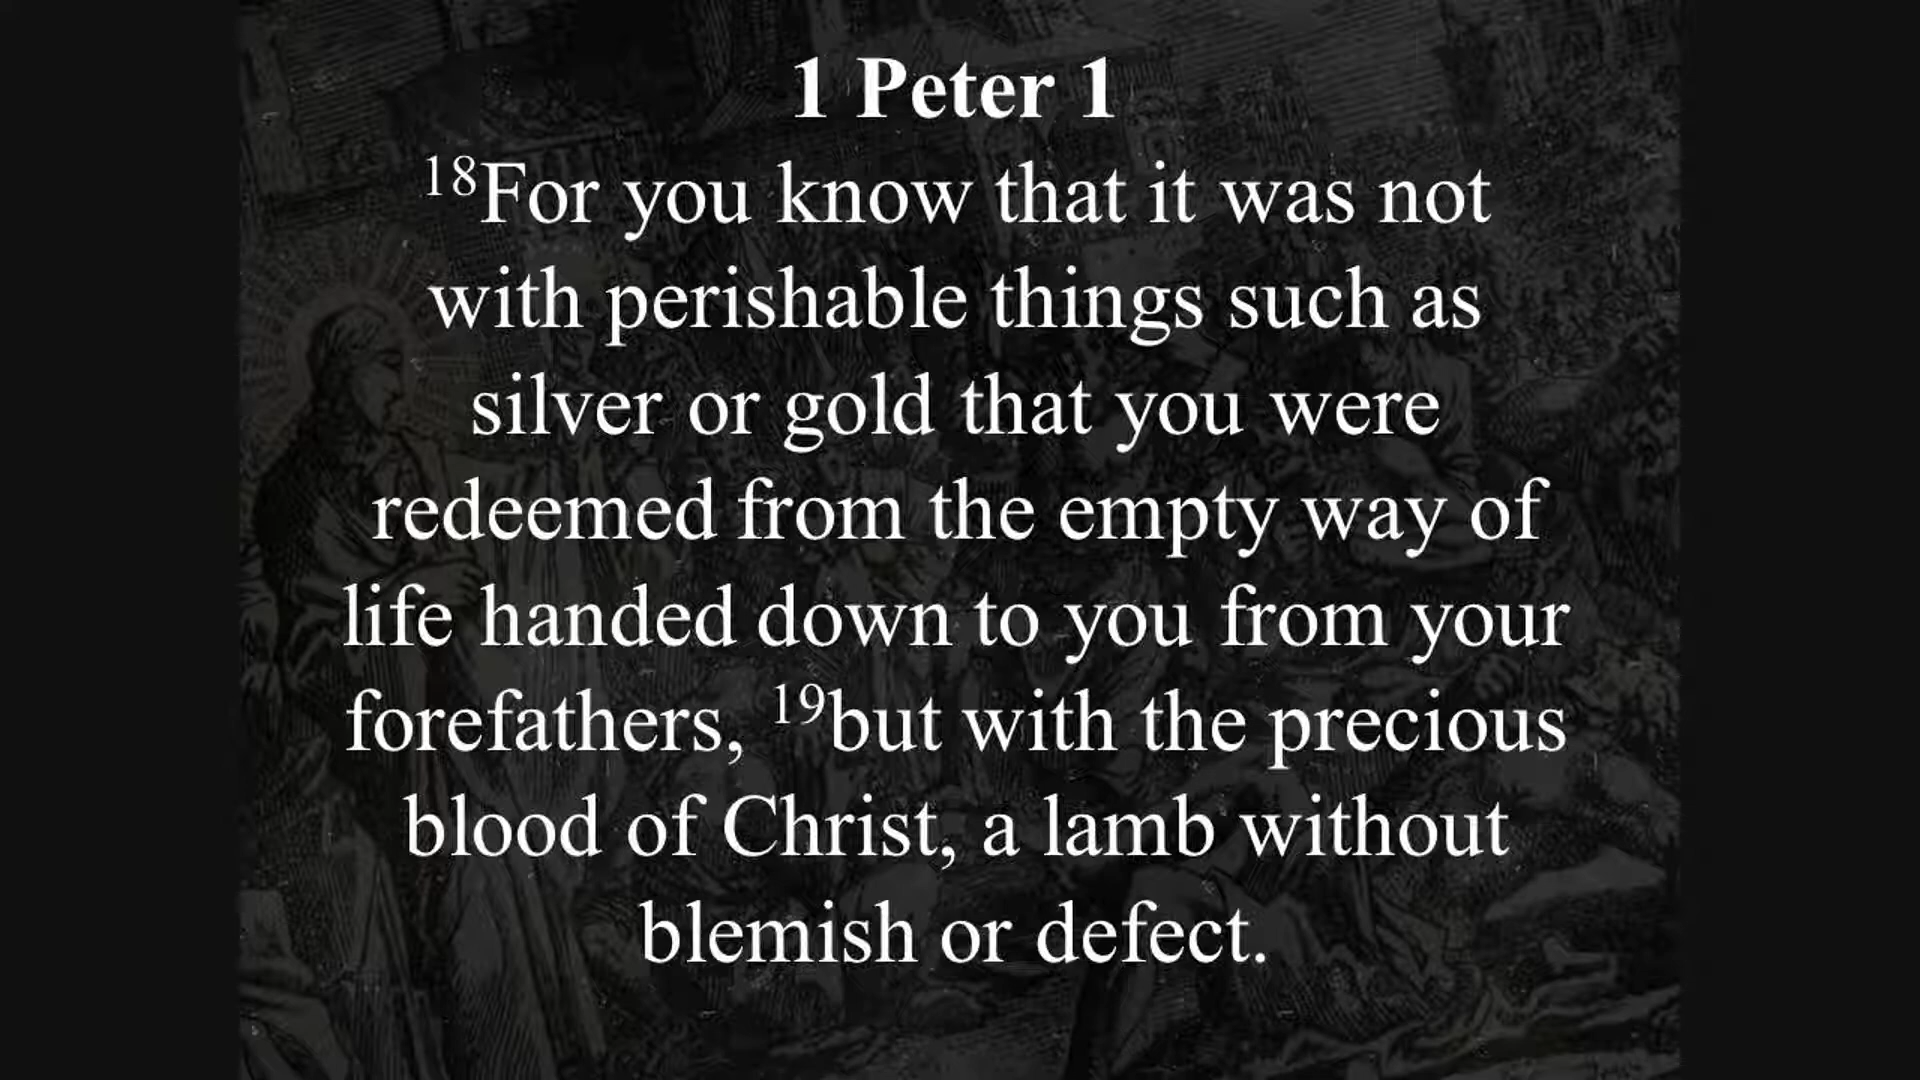 1 Peter 1
18For you know that it was not
with perishable things such as
silver or gold that you were
redeemed from the empty way of
life handed down to you from your
forefathers, 19but with the precious
blood of Christ, a lamb without
blemish or defect.